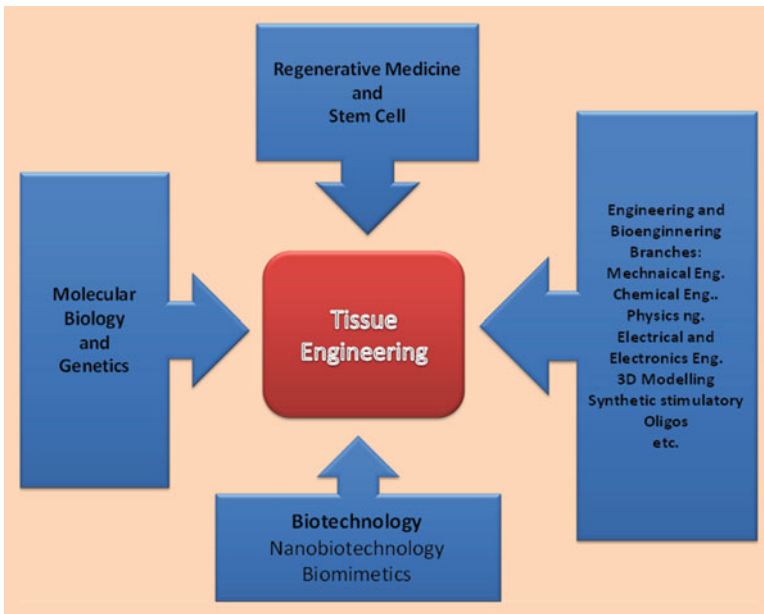 Regenerative Medicine
and
Stem Cell
Molecular
Biology
and
Genetics
Tissue
Engineering
Engineering and
Bioenginnering
Branches:
Mechnaical Eng.
Chemical Eng..
Physics ng.
Electrical and
Electronics Eng.
3D Modelling
Synthetic stimulatory
Oligos
etc.
Biotechnology
Nanobiotechnology
Biomimetics